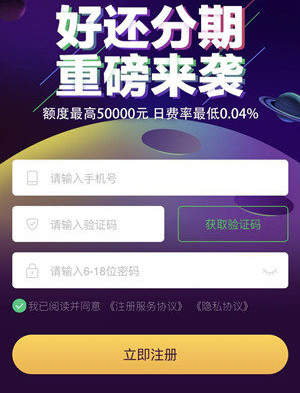 好还分期
重磅来袭
额度最高50000元 日费率最低0.04%
请输入手机号
请输入验证码
获取验证码
请输入6-18位密码
我已阅读并同意 《注册服务协议》 《隐私协议》
立即注册